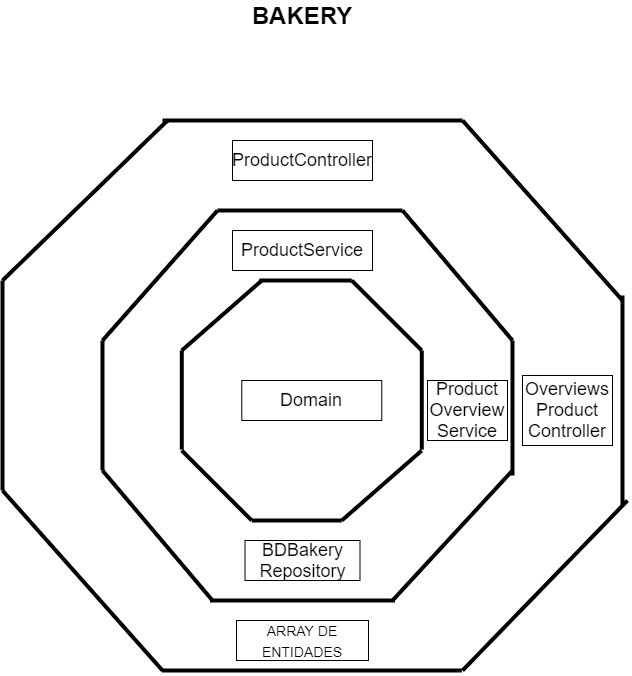 BAKERY
ProductController
ProductService
Domain
Product
Overview
Service
Overviews
Product
Controller
BDBakery
Repository
ARRAY DE
ENTIDADES